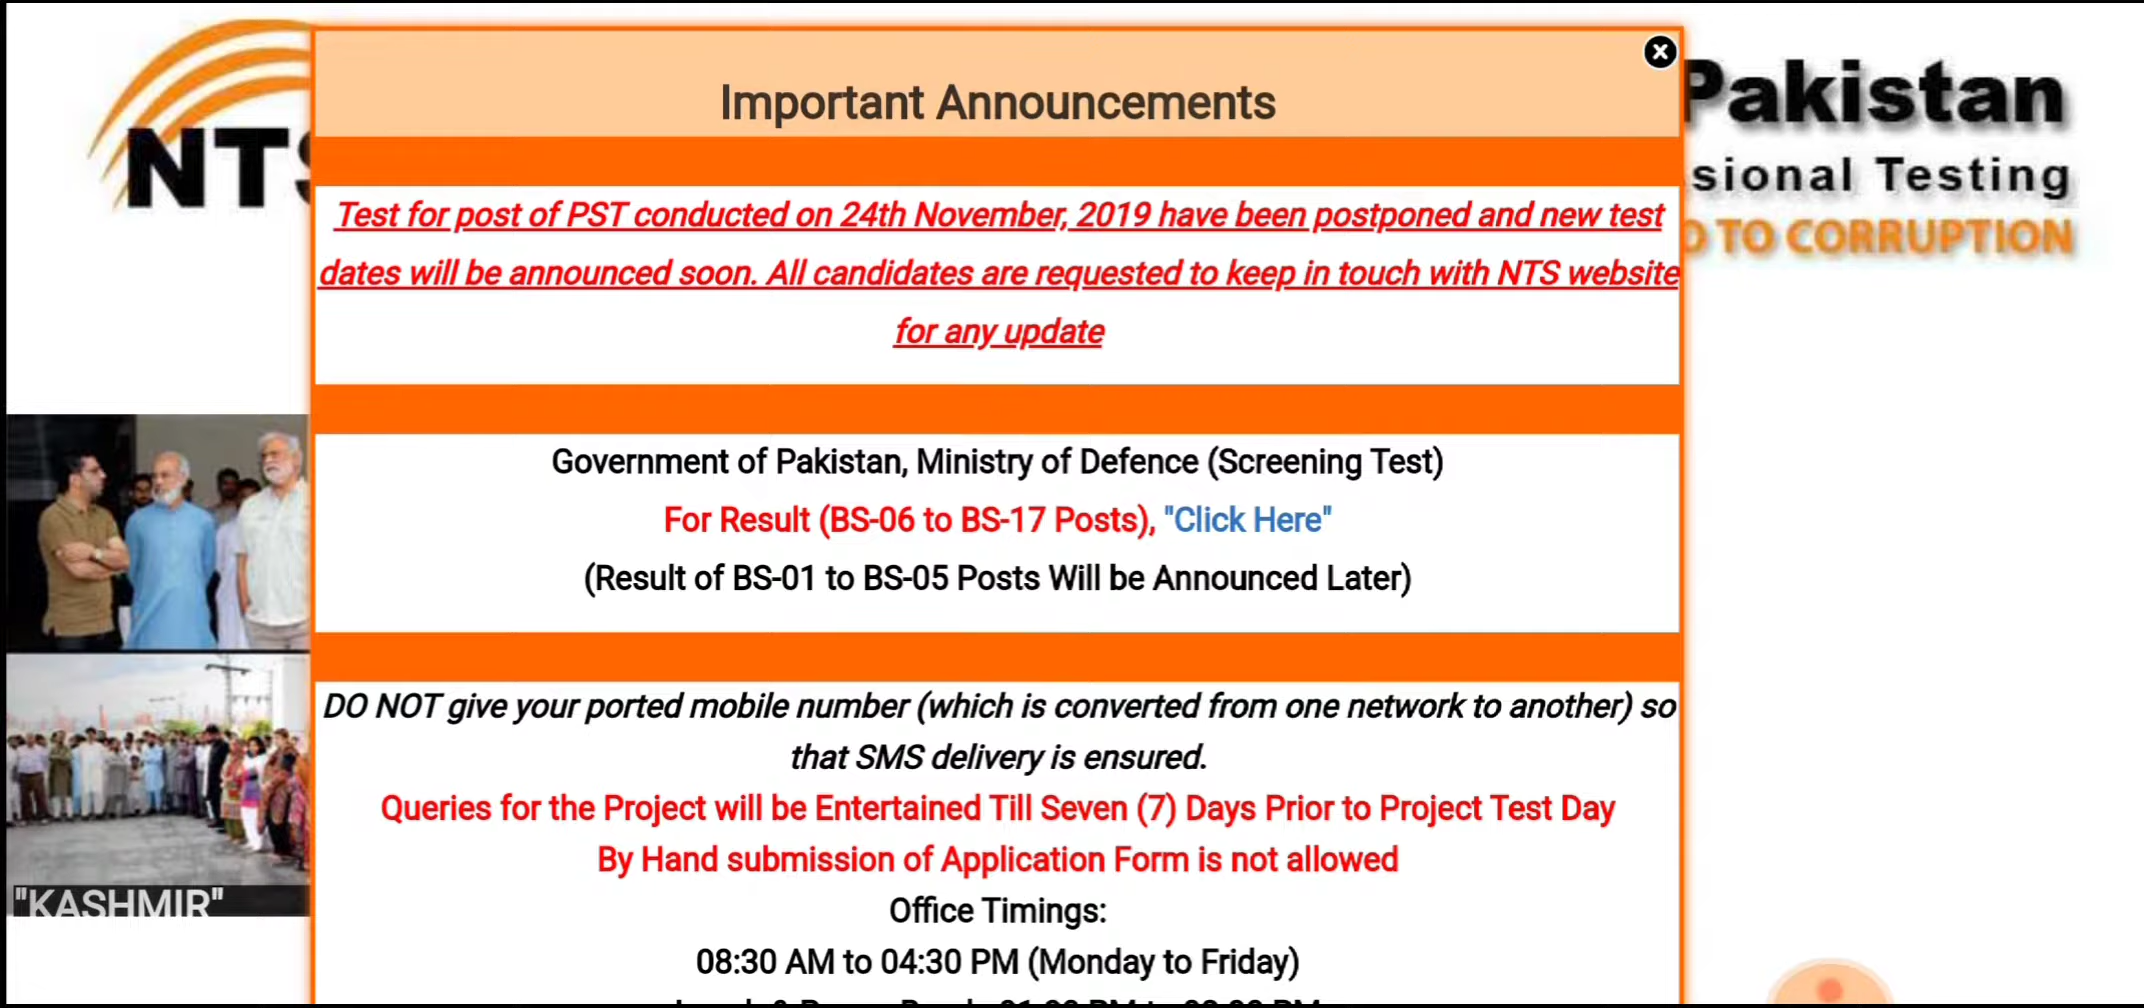 NTS
Pakistan
sional Testing
TO CORRUPTION
Important Announcements
Test for post of PST conducted on 24th November, 2019 have been postponed and new test
dates will be announced soon. All candidates are requested to keep in touch with NTS website
for any update
Government of Pakistan, Ministry of Defence (Screening Test)
For Result (BS-06 to BS-17 Posts), "Click Here"
(Result of BS-01 to BS-05 Posts Will be Announced Later)
DO NOT give your ported mobile number (which is converted from one network to another) so
that SMS delivery is ensured.
Queries for the Project will be Entertained Till Seven (7) Days Prior to Project Test Day
By Hand submission of Application Form is not allowed
Office Timings:
08:30 AM to 04:30 PM (Monday to Friday)
"KASHMIR"